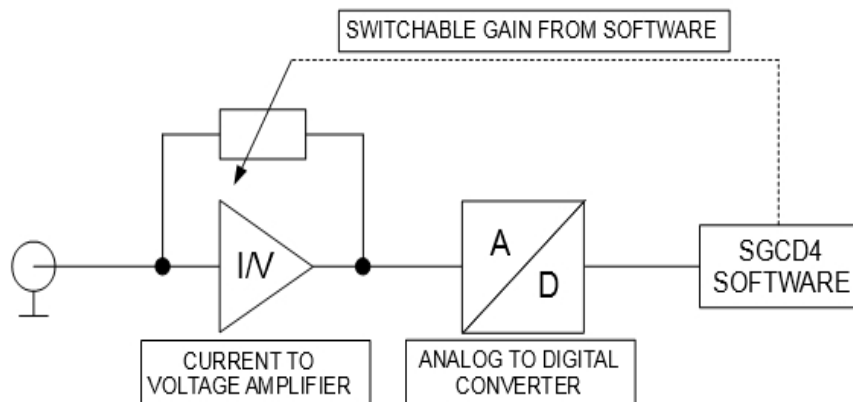 SWITCHABLE GAIN FROM SOFTWARE
I/V
A
D
SGCD4
SOFTWARE
CURRENT TO
VOLTAGE AMPLIFIER
ANALOG TO DIGITAL
CONVERTER